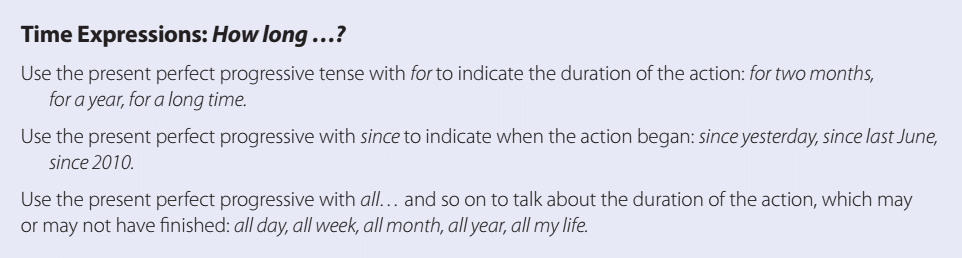 Time Expressions: How long …?
Use the present perfect progressive tense with for to indicate the duration of the action: for two months,
for a year, for a long time.
Use the present perfect progressive with since to indicate when the action began: since yesterday, since last June,
since 2010.
Use the present perfect progressive with all… and so on to talk about the duration of the action, which may
or may not have finished: all day, all week, all month, all year, all my life.